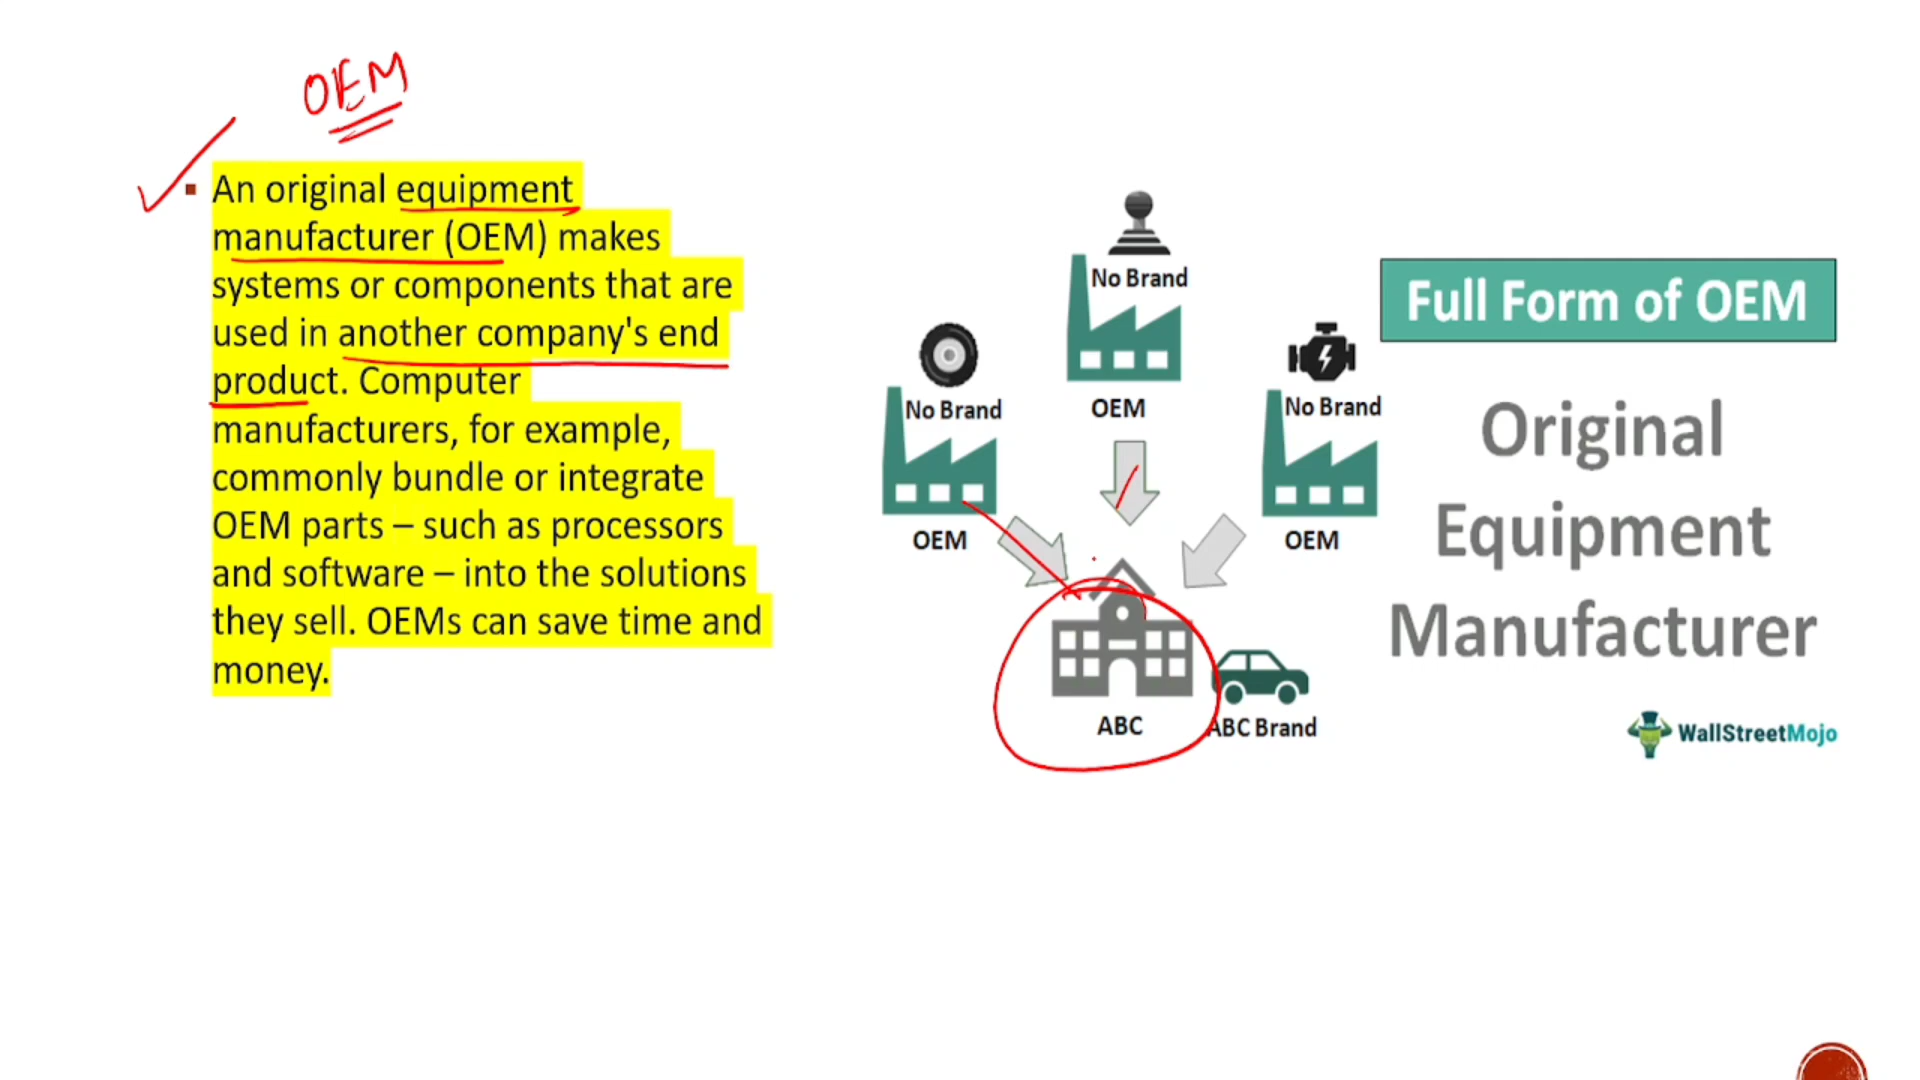 OEM
An original equipment
manufacturer (OEM) makes
systems or components that are
used in another company's end
product. Computer
manufacturers, for example,
commonly bundle or integrate
OEM parts – such as processors
and software – into the solutions
they sell. OEMs can save time and
money.
No Brand
OEM
No Brand
OEM
No Brand
OEM
ABC
ABC Brand
Full Form of OEM
Original
Equipment
Manufacturer
WallStreetMojo